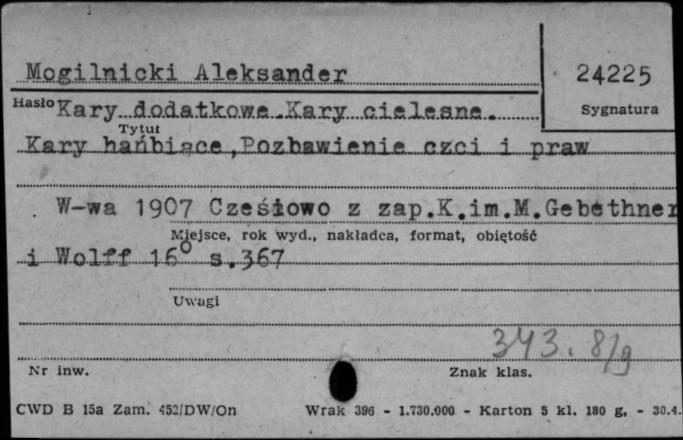 Mogilnicki Aleksander
24225
Hasło Kary dodatkowe.Kary cielesne.
Sygnatura
Tytuł
Kary hańbiące,Pozbawienie czci i praw
W-wa 1907 Częśiowo z zap.K.im.M.Gebethner
Miejsce, rok wyd., nakładca, format, objętość
i Wolff 16° s.367
Uwagi
343.8/9
Nr inw.
Znak klas.
CWD B 15a Zam. 452/DW/On Wrak 396 - 1.730.000 - Karton 5 kl. 180 g, - 30.4.